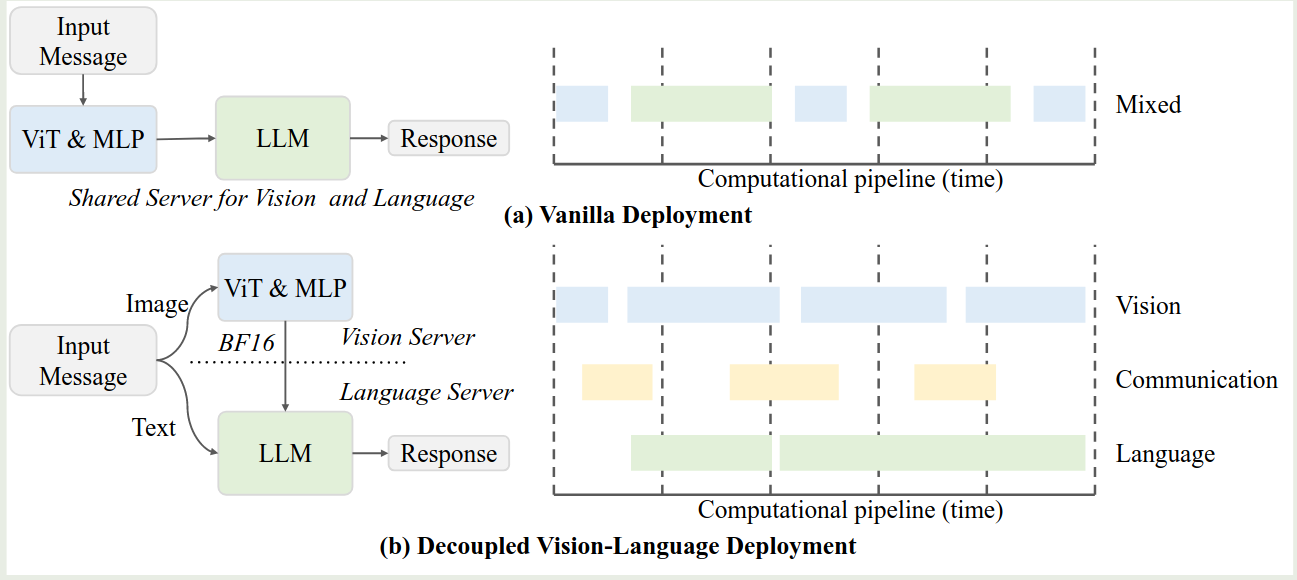 Input
Message
ViT & MLP
LLM
Response
Shared Server for Vision and Language
Mixed
Computational pipeline (time)
(a) Vanilla Deployment
Input
Message
Image
Text
ViT & MLP
BF16
Vision Server
Language Server
LLM
Response
Vision
Communication
Language
Computational pipeline (time)
(b) Decoupled Vision-Language Deployment